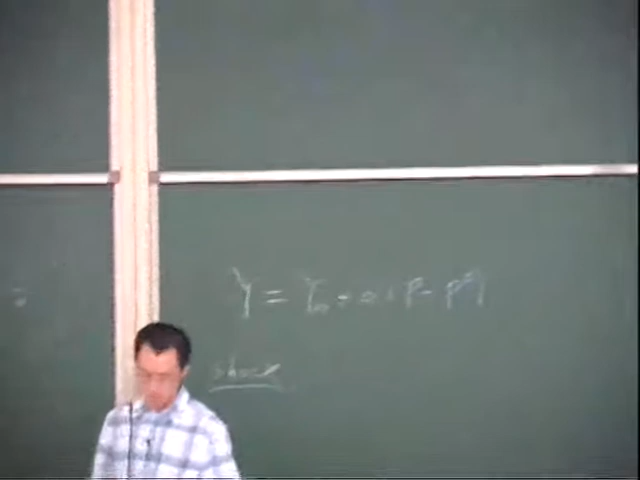 Y = Y₀ + α(P - Pᵉ)
shock